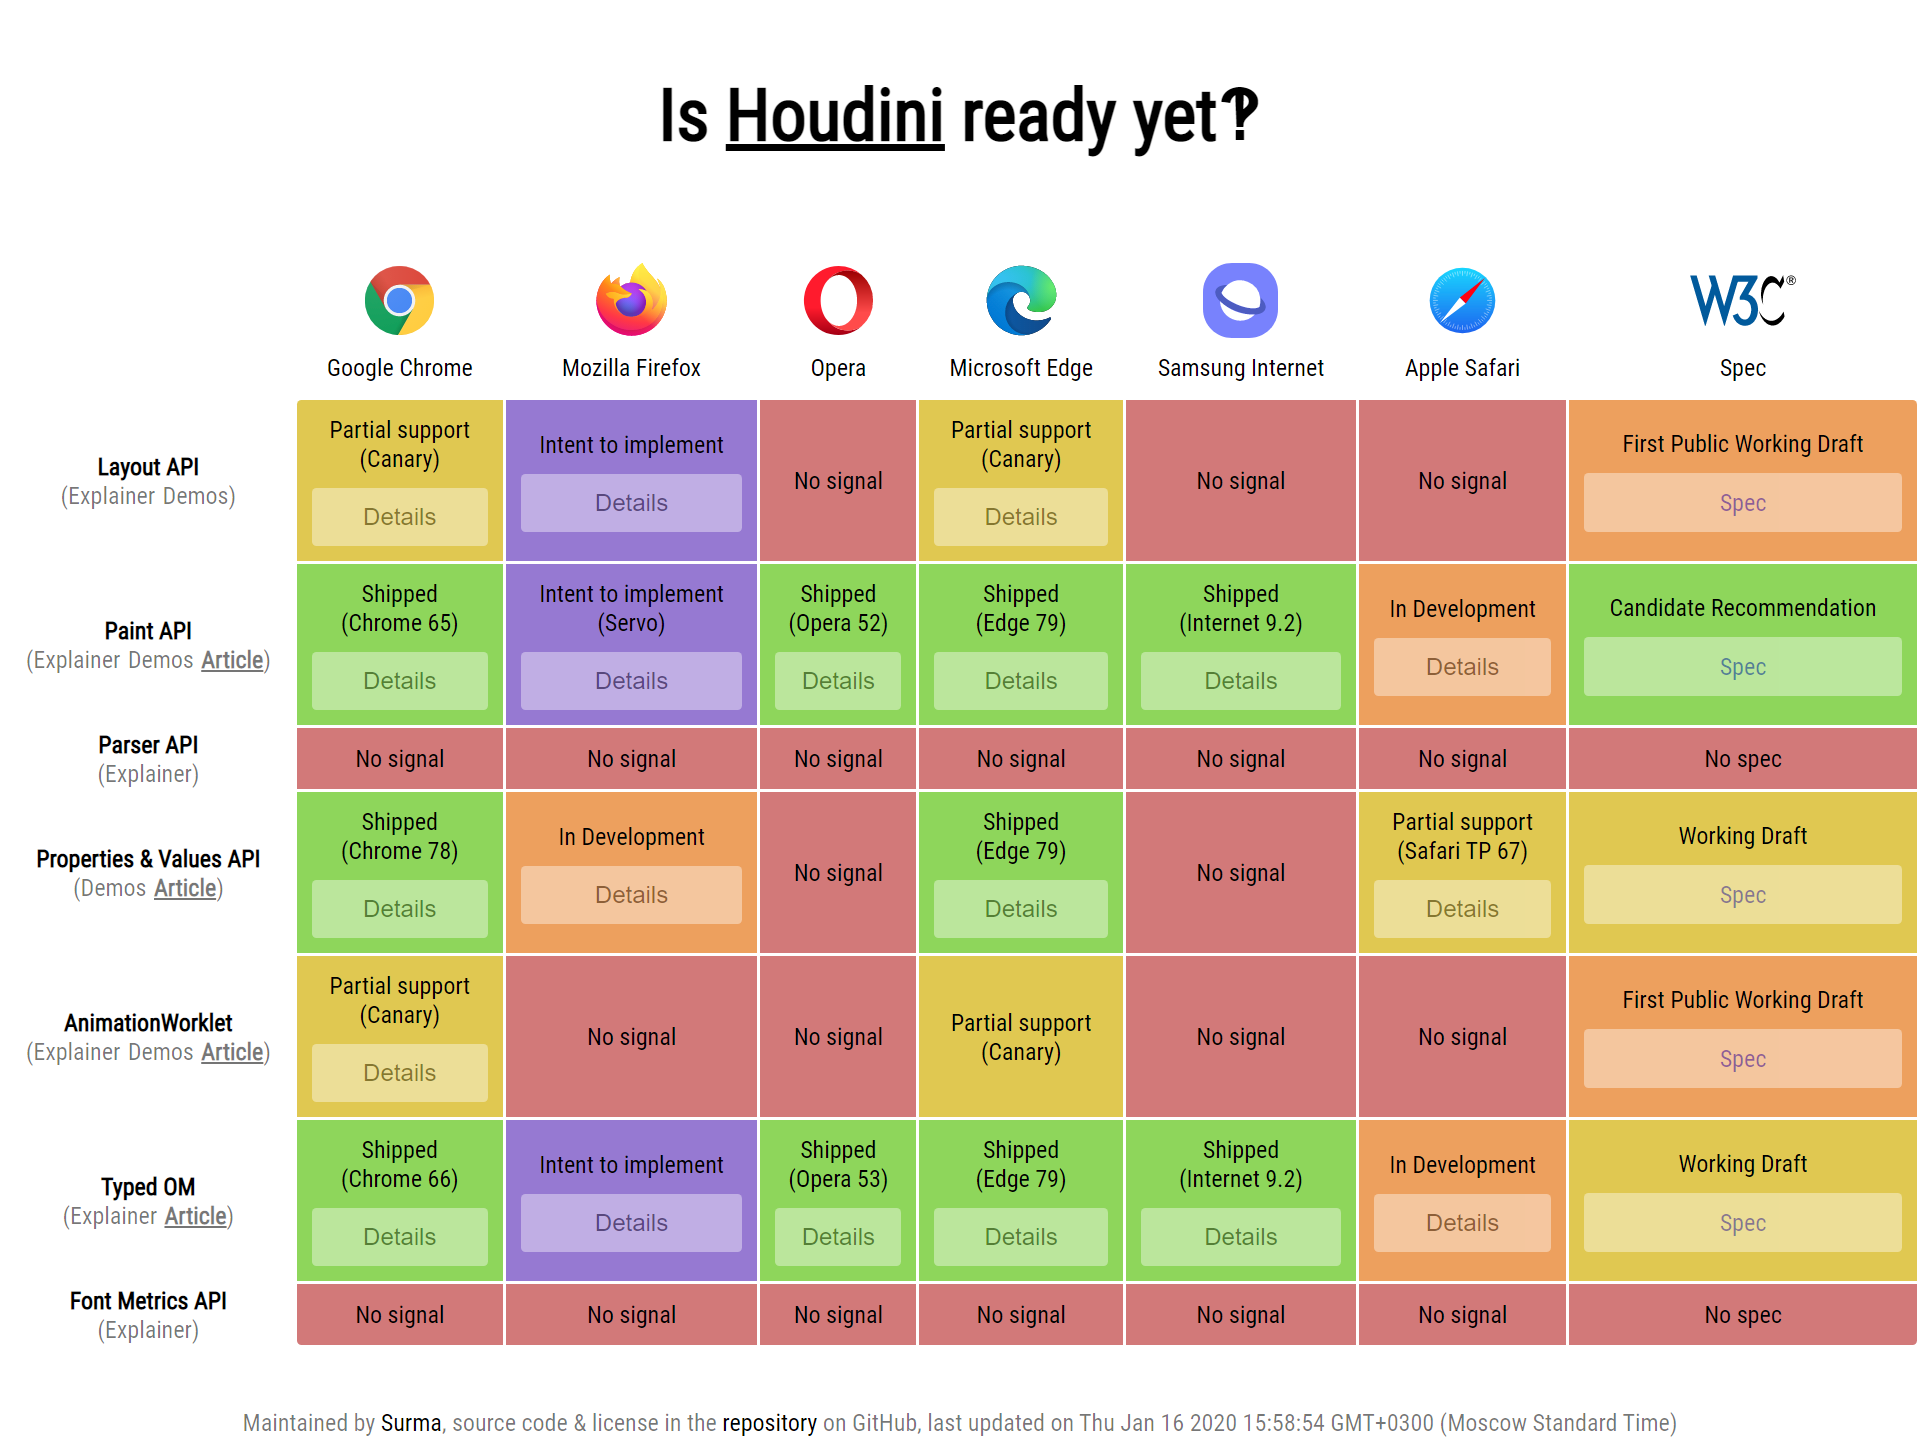 Is Houdini ready yet‽
W3C®
Google Chrome Mozilla Firefox Opera Microsoft Edge Samsung Internet Apple Safari Spec
Layout API
(Explainer Demos)
Partial support
(Canary)
Details
Intent to implement
Details
No signal
Partial support
(Canary)
Details
No signal
No signal
First Public Working Draft
Spec
Paint API
(Explainer Demos Article)
Shipped
(Chrome 65)
Details
Intent to implement
(Servo)
Details
Shipped
(Opera 52)
Details
Shipped
(Edge 79)
Details
Shipped
(Internet 9.2)
Details
In Development
Details
Candidate Recommendation
Spec
Parser API
(Explainer)
No signal
No signal
No signal
No signal
No signal
No signal
No spec
Properties & Values API
(Demos Article)
Shipped
(Chrome 78)
Details
In Development
Details
No signal
Shipped
(Edge 79)
Details
No signal
Partial support
(Safari TP 67)
Details
Working Draft
Spec
AnimationWorklet
(Explainer Demos Article)
Partial support
(Canary)
Details
No signal
No signal
Partial support
(Canary)
No signal
No signal
First Public Working Draft
Spec
Typed OM
(Explainer Article)
Shipped
(Chrome 66)
Details
Intent to implement
Details
Shipped
(Opera 53)
Details
Shipped
(Edge 79)
Details
Shipped
(Internet 9.2)
Details
In Development
Details
Working Draft
Spec
Font Metrics API
(Explainer)
No signal
No signal
No signal
No signal
No signal
No signal
No spec
Maintained by Surma, source code & license in the repository on GitHub, last updated on Thu Jan 16 2020 15:58:54 GMT+0300 (Moscow Standard Time)